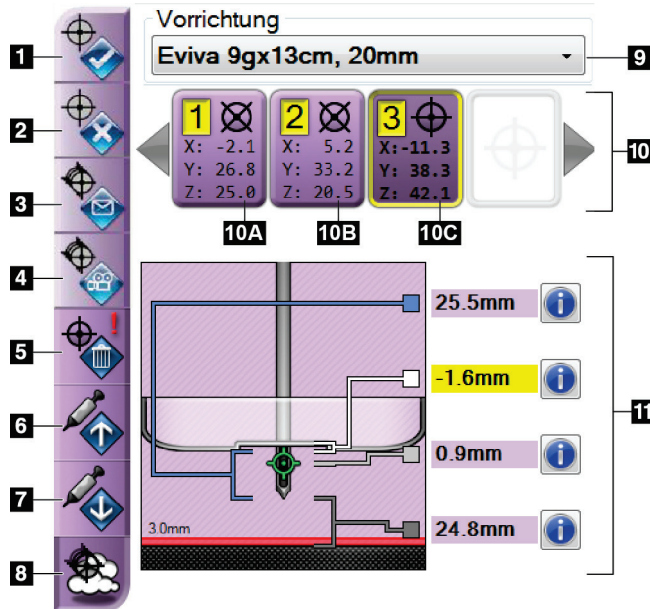 Vorrichtung
1
Eviva 9gx13cm, 20mm
9
2
1
X: -2.1
Y: 26.8
Z: 25.0
2
X: 5.2
Y: 33.2
Z: 20.5
3
X:-11.3
Y: 38.3
Z: 42.1
10
3
10A
10B
10C
4
25.5mm
5
!
-1.6mm
11
6
0.9mm
7
3.0mm
24.8mm
8